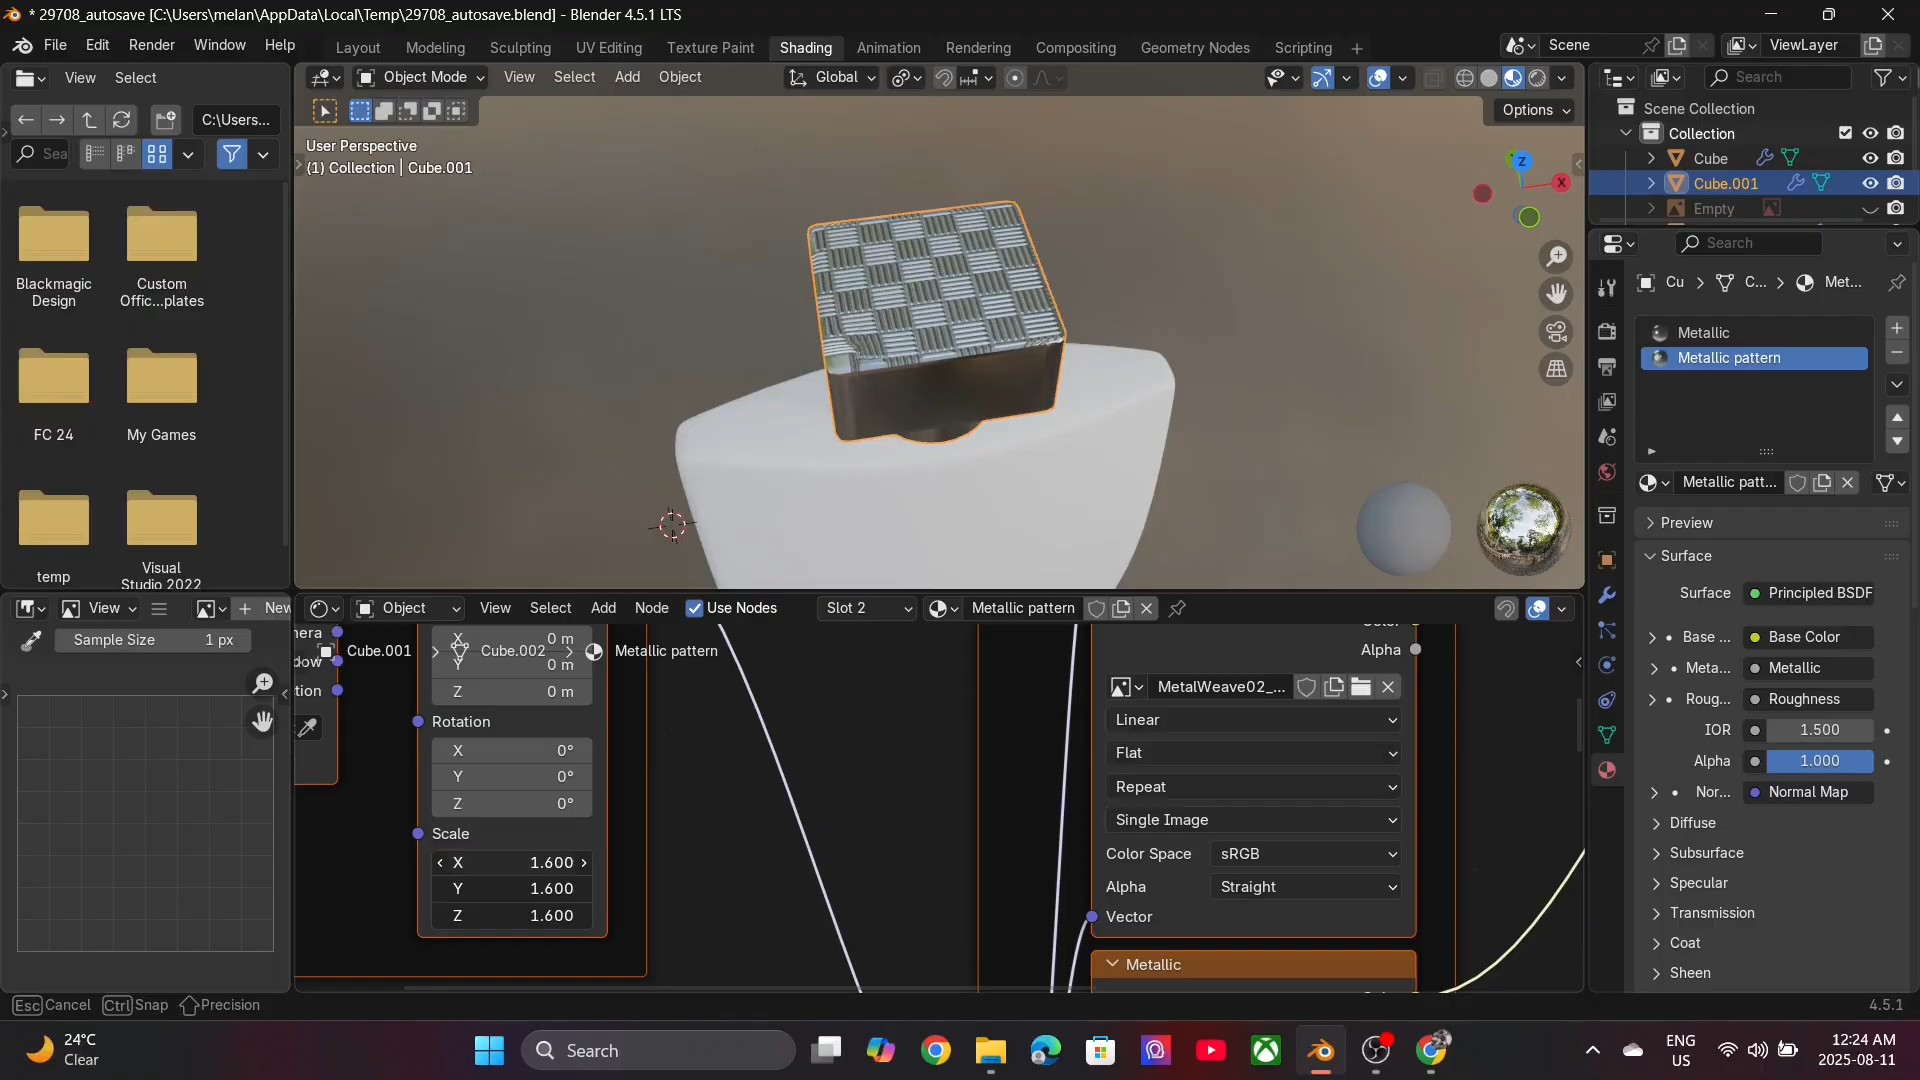 * 29708_autosave [C:\Users\melan\AppData\Local\Temp\29708_autosave.blend] - Blender 4.5.1 LTS
File Edit Render Window Help
Layout Modeling Sculpting UV Editing Texture Paint Shading Animation Rendering Compositing Geometry Nodes Scripting +
Scene ViewLayer
View Select
Object Mode View Select Add Object Global
Search
C:\Users...
Sea
Options
User Perspective
(1) Collection | Cube.001
Z
X
Scene Collection
Collection
Cube
Cube.001
Empty
Blackmagic
Design
Custom
Offic...plates
FC 24
My Games
temp
Visual
Studio 2022
Search
Cu C... Met...
Metallic
Metallic pattern
Metallic patt...
Preview
Surface
Surface Principled BSDF
Base ... Base Color
Meta... Metallic
Roug... Roughness
IOR 1.500
Alpha 1.000
Nor... Normal Map
Diffuse
Subsurface
Specular
Transmission
Coat
Sheen
View New
Sample Size 1 px
Object View Select Add Node Use Nodes Slot 2 Metallic pattern
Cube.001 Cube.002 Metallic pattern
X 0 m
Y 0 m
Z 0 m
Rotation
X 0°
Y 0°
Z 0°
Scale
X 1.600
Y 1.600
Z 1.600
Alpha
MetalWeave02_...
Linear
Flat
Repeat
Single Image
Color Space sRGB
Alpha Straight
Vector
Metallic
Esc Cancel Ctrl Snap Precision
4.5.1
24°C
Clear
Search
ENG
US
12:24 AM
2025-08-11